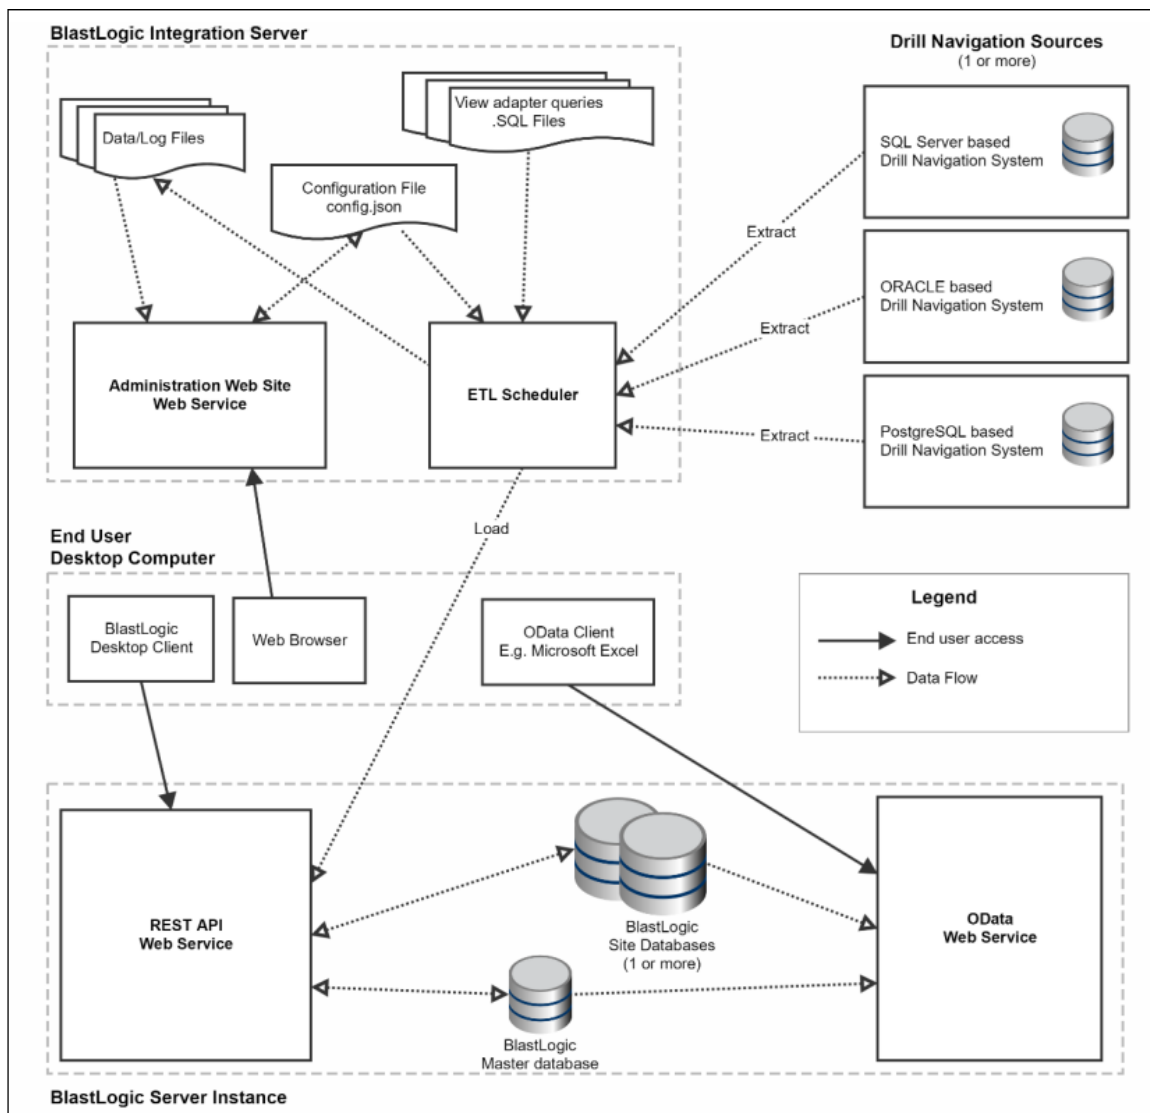 BlastLogic Integration Server
Drill Navigation Sources
(1 or more)
Data/Log Files
View adapter queries
.SQL Files
Configuration File
config.json
SQL Server based
Drill Navigation System
Extract
ORACLE based
Drill Navigation System
Extract
Administration Web Site
Web Service
ETL Scheduler
PostgreSQL based
Drill Navigation System
Extract
Load
End User
Desktop Computer
BlastLogic
Desktop Client
Web Browser
OData Client
E.g. Microsoft Excel
Legend
End user access
Data Flow
REST API
Web Service
BlastLogic
Site Databases
(1 or more)
OData
Web Service
BlastLogic
Master database
BlastLogic Server Instance